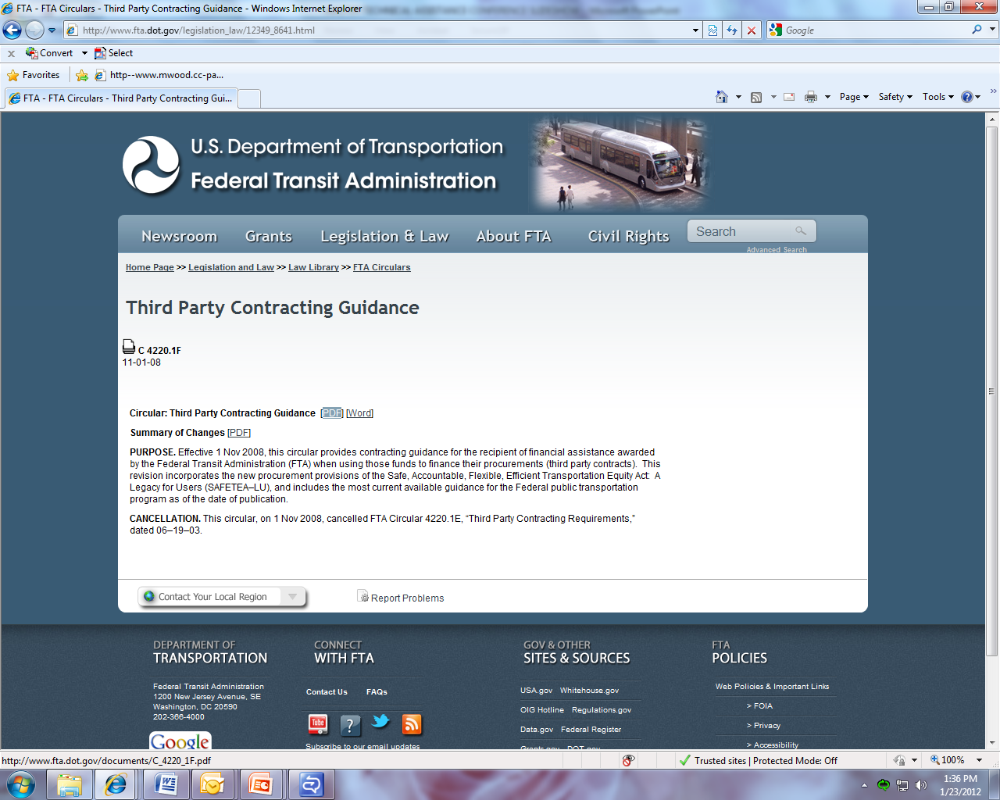 FTA - FTA Circulars - Third Party Contracting Guidance - Windows Internet Explorer
http://www.fta.dot.gov/legislation_law/12349_8641.html
Google
x Convert Select
Favorites http--www.mwood.cc-pa...
FTA - FTA Circulars - Third Party Contracting Gui...
Page Safety Tools
U.S. Department of Transportation
Federal Transit Administration
Newsroom Grants Legislation & Law About FTA Civil Rights Search
Advanced Search
Home Page >> Legislation and Law >> Law Library >> FTA Circulars
Third Party Contracting Guidance
C 4220.1F
11-01-08
Circular: Third Party Contracting Guidance [PDF] [Word]
Summary of Changes [PDF]
PURPOSE. Effective 1 Nov 2008, this circular provides contracting guidance for the recipient of financial assistance awarded
by the Federal Transit Administration (FTA) when using those funds to finance their procurements (third party contracts). This
revision incorporates the new procurement provisions of the Safe, Accountable, Flexible, Efficient Transportation Equity Act: A
Legacy for Users (SAFETEA–LU), and includes the most current available guidance for the Federal public transportation
program as of the date of publication.
CANCELLATION. This circular, on 1 Nov 2008, cancelled FTA Circular 4220.1E, “Third Party Contracting Requirements,”
dated 06–19–03.
Contact Your Local Region
Report Problems
DEPARTMENT OF
TRANSPORTATION
Federal Transit Administration
1200 New Jersey Avenue, SE
Washington, DC 20590
202-366-4000
Google
CONNECT
WITH FTA
Contact Us FAQs
You Tube
?
Subscribe to our email updates
GOV & OTHER
SITES & SOURCES
USA.gov Whitehouse.gov
OIG Hotline Regulations.gov
Data.gov Federal Register
Grants.gov DOT.gov
FTA
POLICIES
Web Policies & Important Links
> FOIA
> Privacy
> Accessibility
http://www.fta.dot.gov/documents/C_4220_1F.pdf
Trusted sites | Protected Mode: Off
100%
1:36 PM
1/23/2012